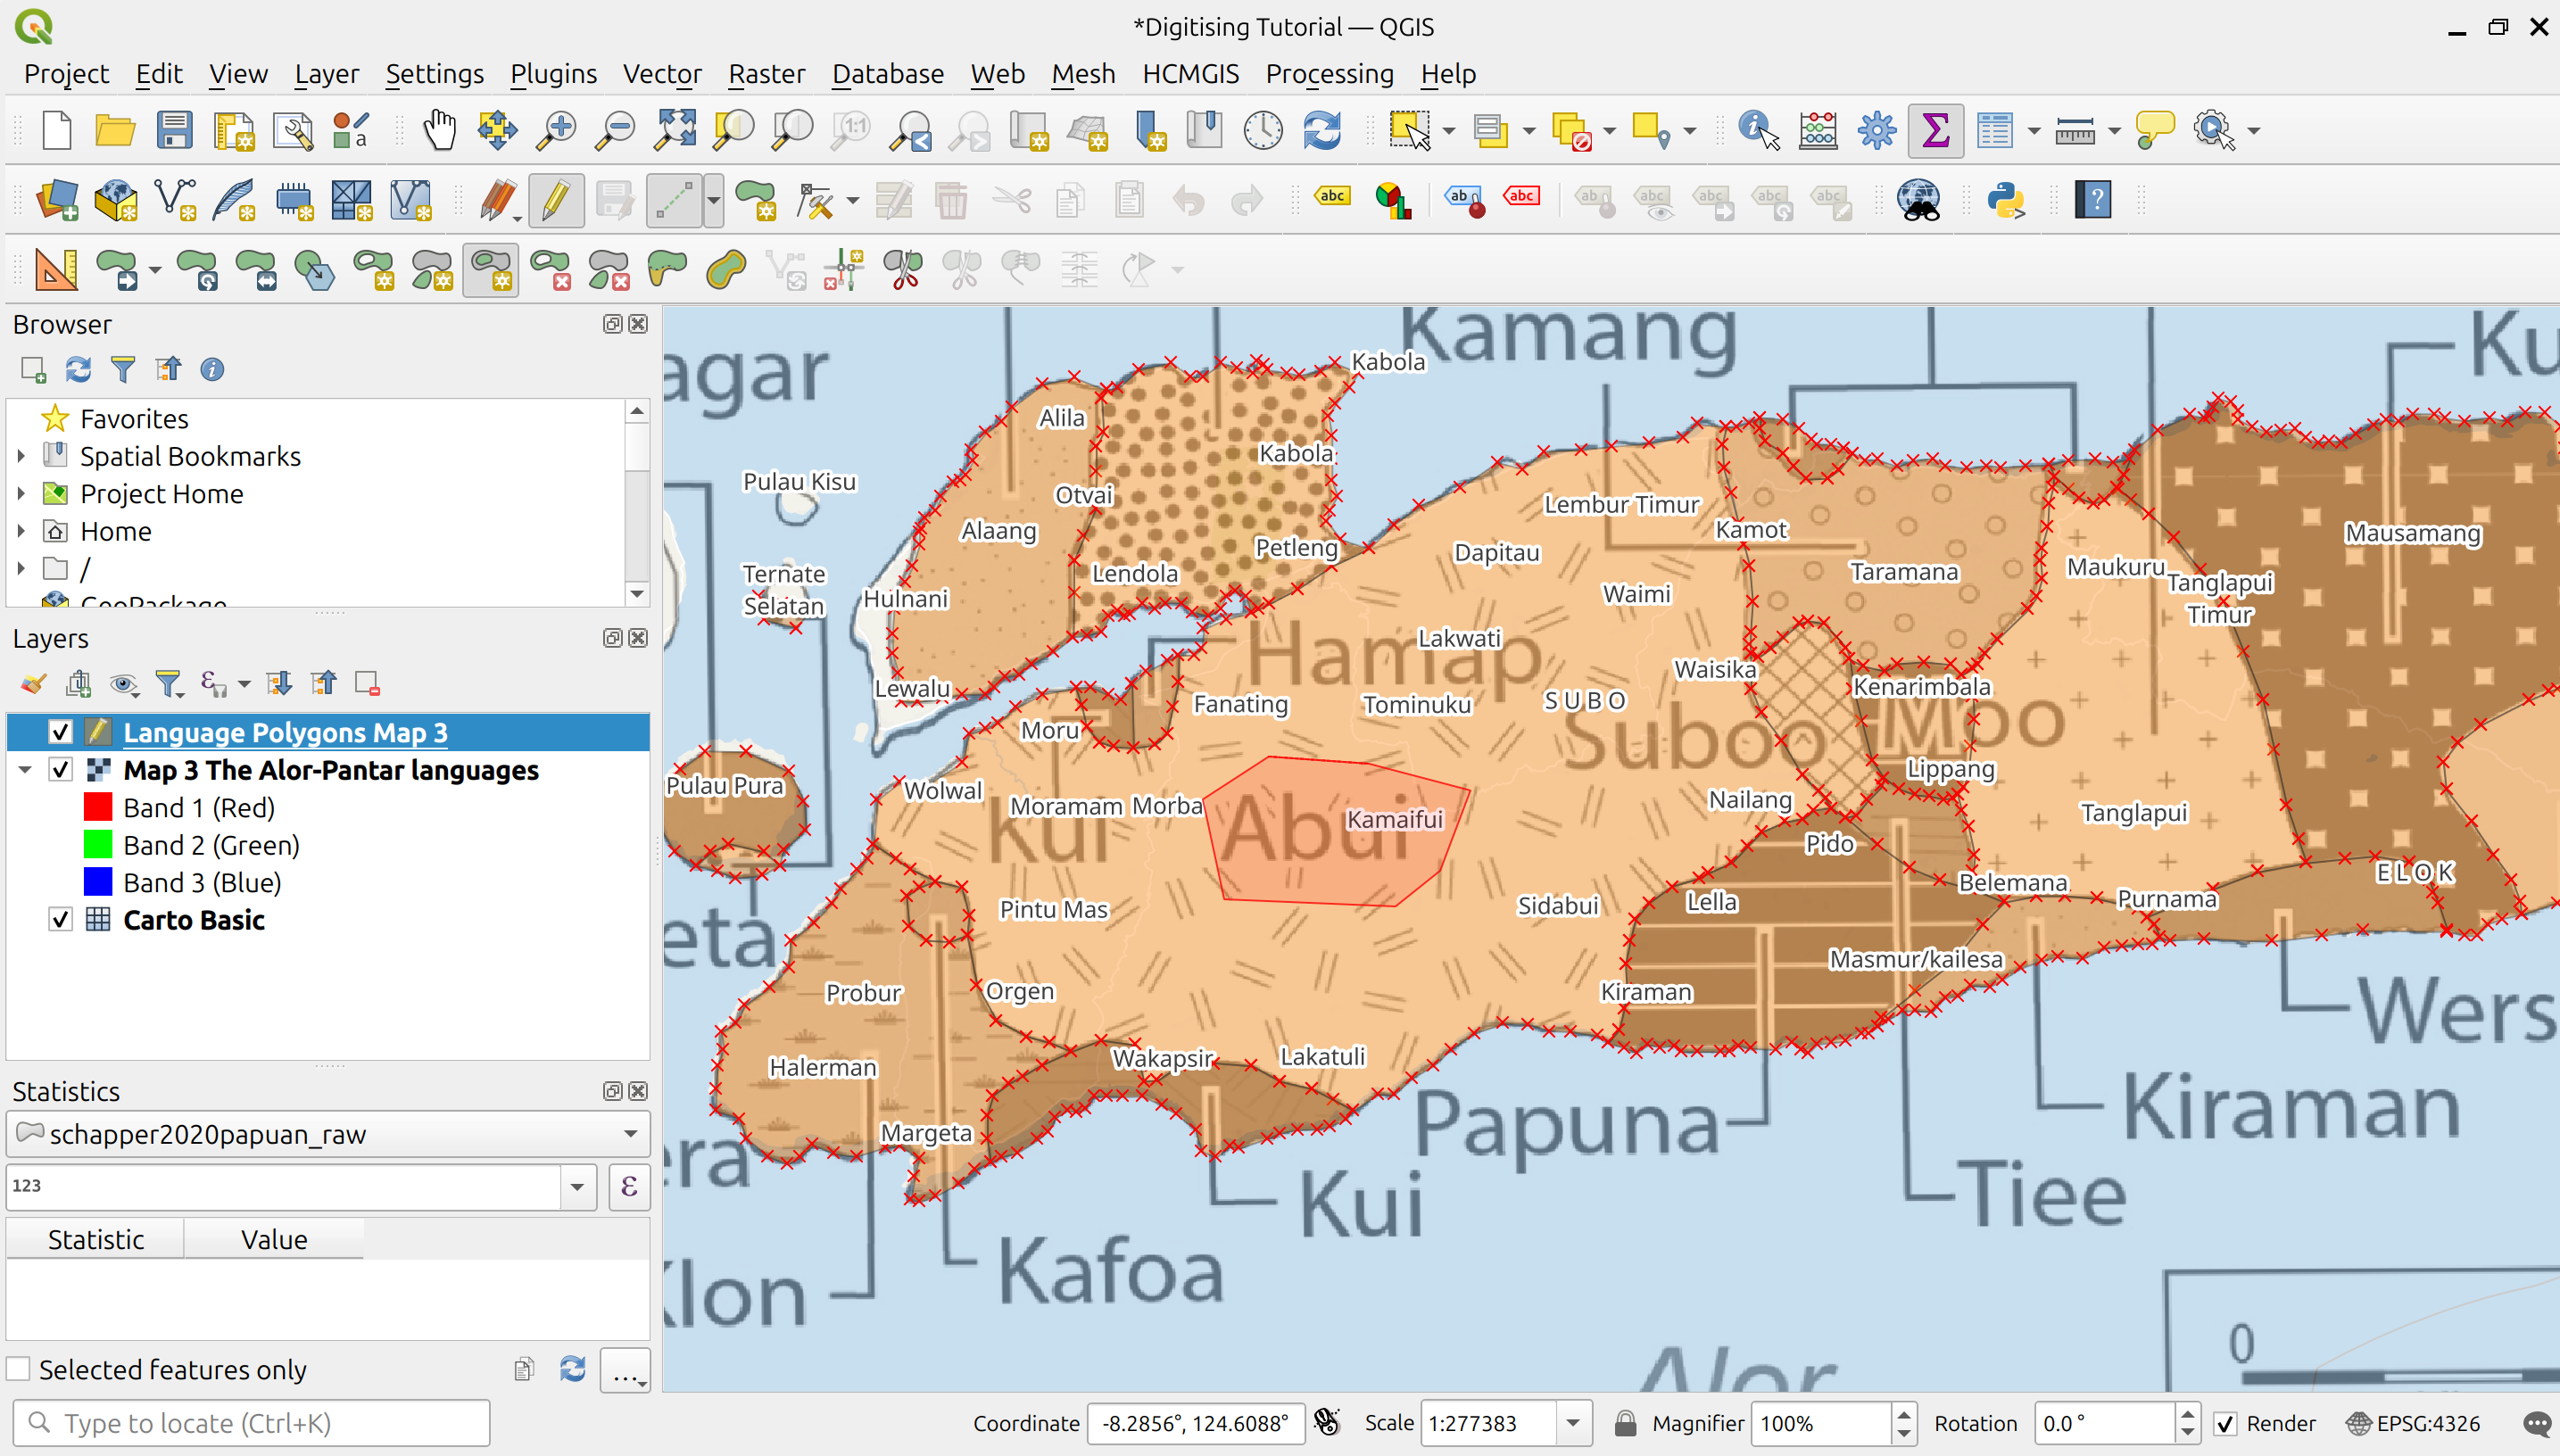 *Digitising Tutorial — QGIS
Project Edit View Layer Settings Plugins Vector Raster Database Web Mesh HCMGIS Processing Help
Browser
Favorites
Spatial Bookmarks
Project Home
Home
/
GeoPackage
Layers
Language Polygons Map 3
Map 3 The Alor-Pantar languages
Band 1 (Red)
Band 2 (Green)
Band 3 (Blue)
Carto Basic
Statistics
schapper2020papuan_raw
123
ε
Statistic Value
Selected features only
...
Type to locate (Ctrl+K)
Kamang
Ku
agar
Kabola
Alila
Kabola
Pulau Kisu
Otvai
Lembur Timur
Alaang
Kamot
Mausamang
Petleng
Dapitau
Ternate
Selatan
Lendola
Taramana
Maukuru
Tanglapui
Timur
Hulnani
Waimi
Hamap
Lakwati
Waisika
Lewalu
Kenarimbala
Fanating
Tominuku
SUBO
Suboo
Moo
Moru
Lippang
Pulau Pura
Wolwal
Moramam
Morba
Kui
Abui
Kamaifui
Nailang
Tanglapui
Pido
ELOK
Belemana
Purnama
Pintu Mas
Sidabui
Lella
eta
Masmur/kailesa
Probur
Orgen
Kiraman
Wers
Halerman
Wakapsir
Lakatuli
Papuna
Kiraman
Margeta
era
Kui
Tiee
Kafoa
Klon
Alor
0
Coordinate -8.2856°, 124.6088° Scale 1:277383 Magnifier 100% Rotation 0.0 ° Render EPSG:4326